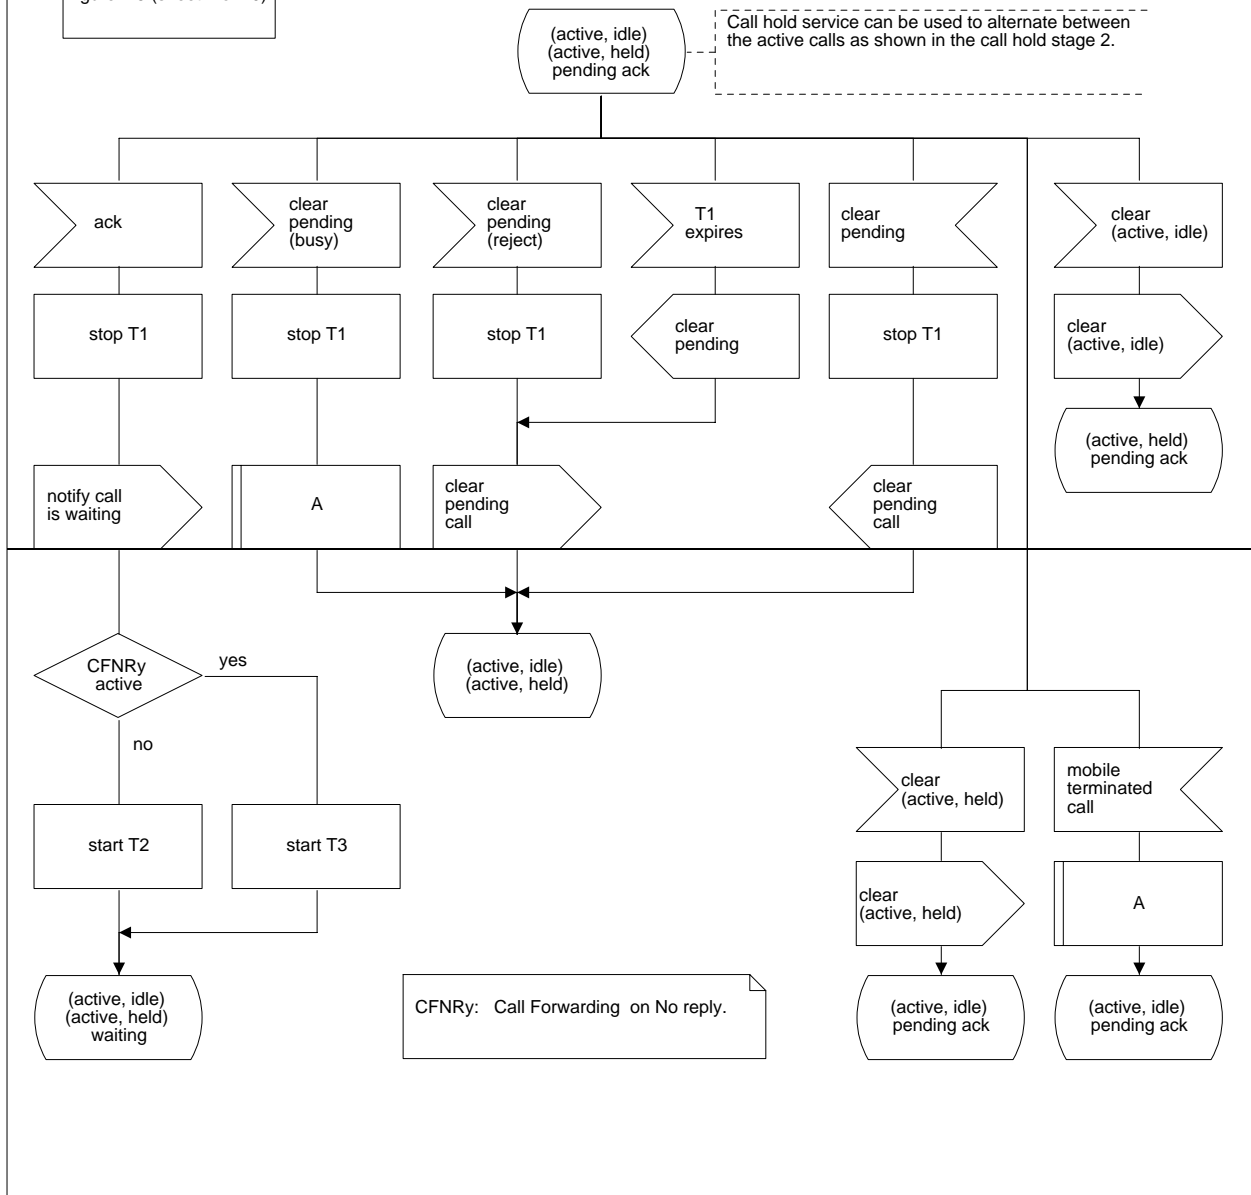 (active, idle)
(active, held)
pending ack
Call hold service can be used to alternate between
the active calls as shown in the call hold stage 2.
ack
clear
pending
(busy)
clear
pending
(reject)
T1
expires
clear
pending
clear
(active, idle)
stop T1
stop T1
stop T1
clear
pending
stop T1
clear
(active, idle)
(active, held)
pending ack
notify call
is waiting
A
clear
pending
call
clear
pending
call
CFNRy
active
yes
no
(active, idle)
(active, held)
clear
(active, held)
mobile
terminated
call
start T2
start T3
clear
(active, held)
A
(active, idle)
(active, held)
waiting
CFNRy: Call Forwarding on No reply.
(active, idle)
pending ack
(active, idle)
pending ack